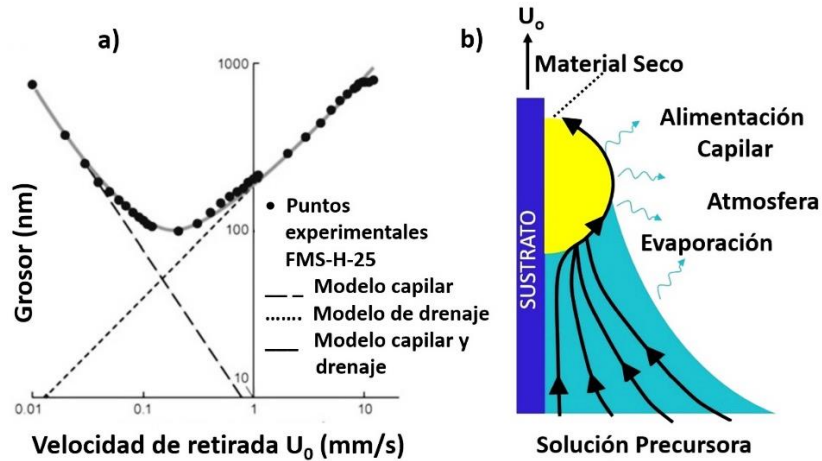 a)
1000
100
10
Grosor (nm)
0.01
0.1
1
10
Velocidad de retirada U₀ (mm/s)
Puntos
experimentales
FMS-H-25
Modelo capilar
Modelo de drenaje
Modelo capilar y
drenaje
b)
Uₒ
Material Seco
Alimentación
Capilar
Atmosfera
Evaporación
SUSTRATO
Solución Precursora